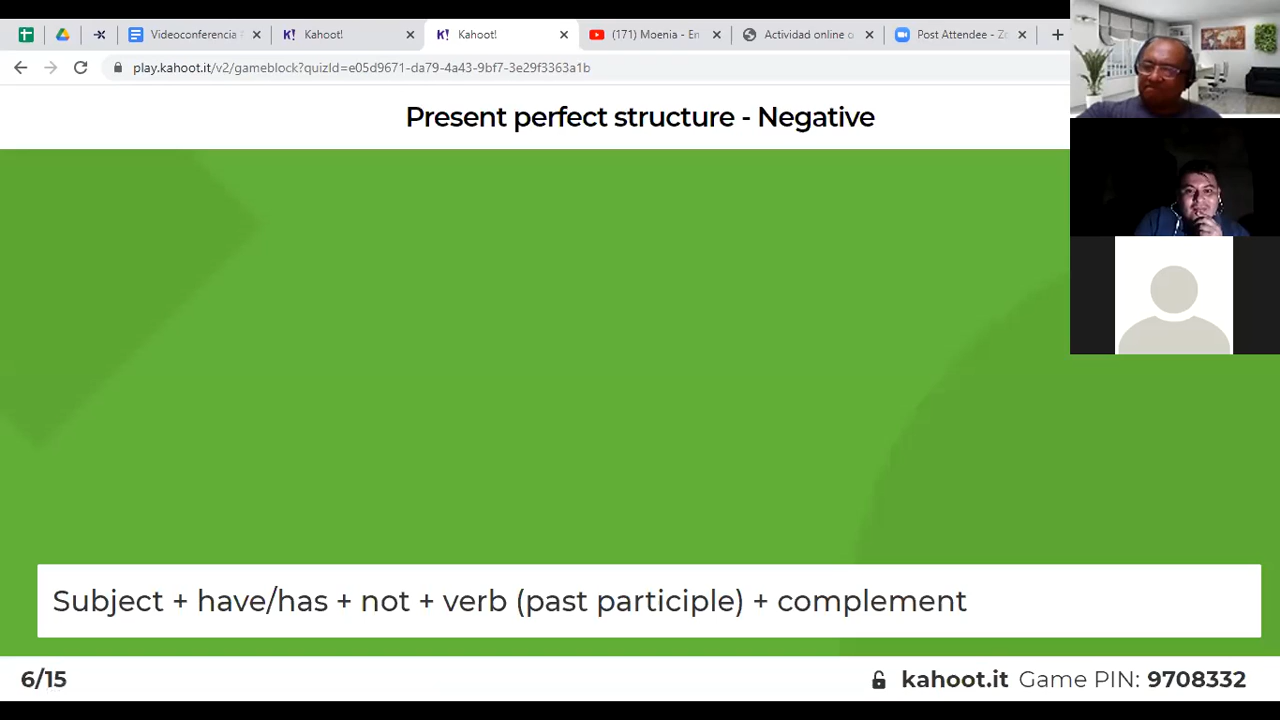 Videoconferencia
K! Kahoot!
K! Kahoot!
(171) Moenia - En
Actividad online o
Post Attendee - Zo
play.kahoot.it/v2/gameblock?quizId=e05d9671-da79-4a43-9bf7-3e29f3363a1b
Present perfect structure - Negative
Subject + have/has + not + verb (past participle) + complement
6/15
kahoot.it Game PIN: 9708332